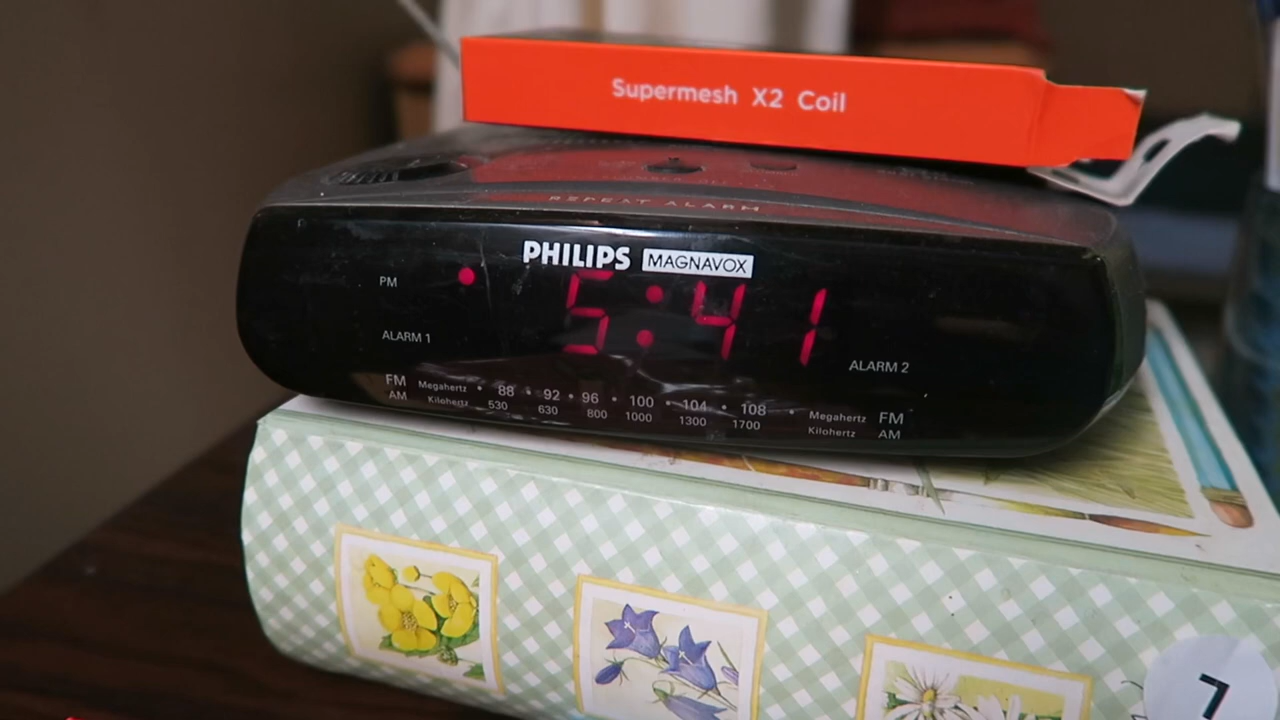 Supermesh X2 Coil
REPEAT ALARM
PHILIPS MAGNAVOX
PM
5:41
ALARM 1
ALARM 2
FM Megahertz • 88 • 92 • 96 • 100 • 104 • 108 • Megahertz FM
AM Kilohertz 530 630 800 1000 1300 1700 Kilohertz AM
7